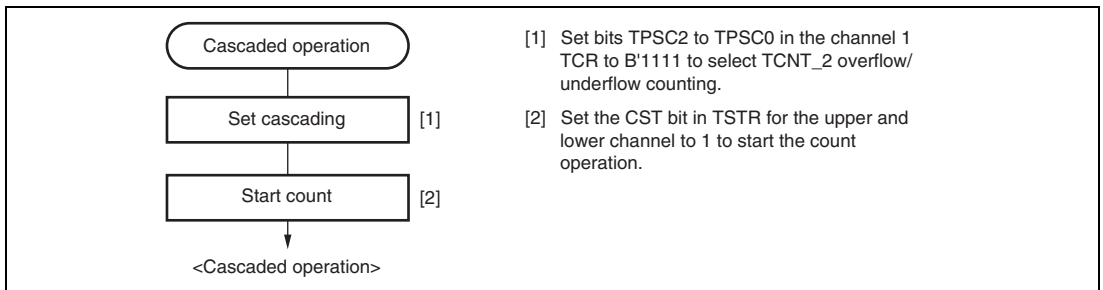 Cascaded operation
Set cascading
[1]
Start count
[2]
<Cascaded operation>
[1] Set bits TPSC2 to TPSC0 in the channel 1
TCR to B'1111 to select TCNT_2 overflow/
underflow counting.
[2] Set the CST bit in TSTR for the upper and
lower channel to 1 to start the count
operation.